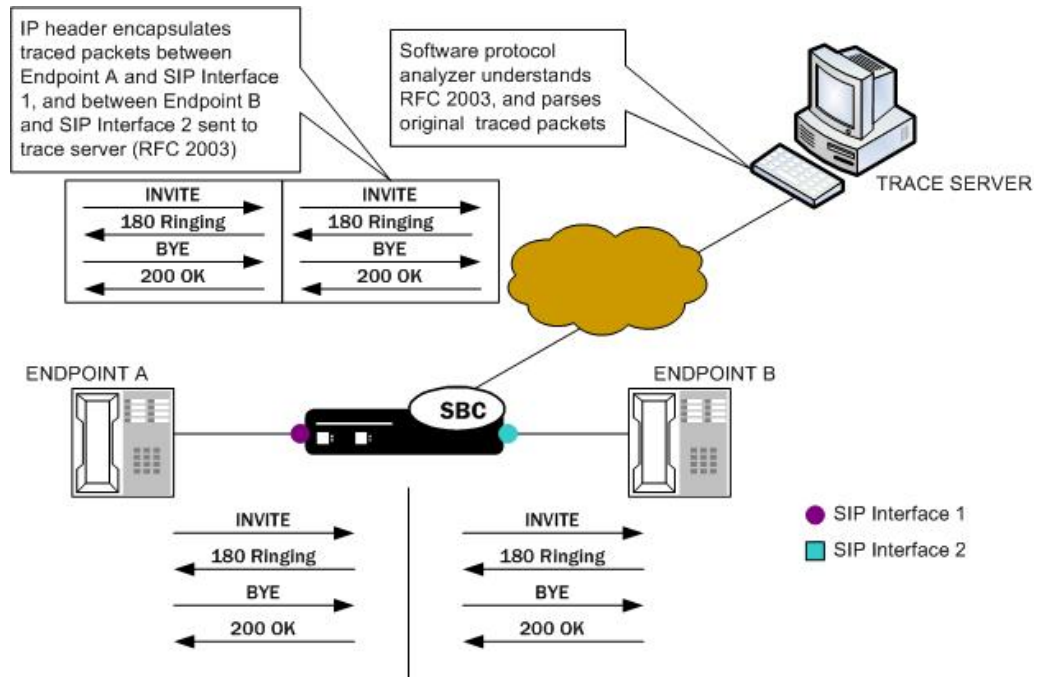 IP header encapsulates
traced packets between
Endpoint A and SIP Interface
1, and between Endpoint B
and SIP Interface 2 sent to
trace server (RFC 2003)
Software protocol
analyzer understands
RFC 2003, and parses
original traced packets
TRACE SERVER
INVITE
180 Ringing
BYE
200 OK
INVITE
180 Ringing
BYE
200 OK
ENDPOINT A
SBC
ENDPOINT B
INVITE
180 Ringing
BYE
200 OK
INVITE
180 Ringing
BYE
200 OK
SIP Interface 1
SIP Interface 2